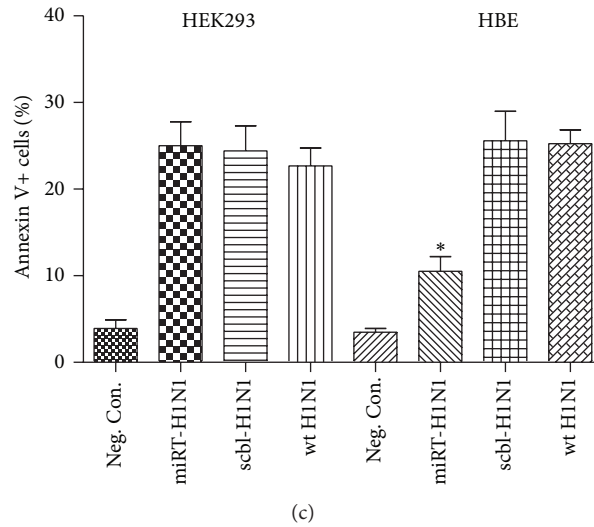 40
30
20
10
0
Annexin V+ cells (%)
HEK293
HBE
*
Neg. Con.
miRT-H1N1
scbl-H1N1
wt H1N1
Neg. Con.
miRT-H1N1
scbl-H1N1
wt H1N1
(c)